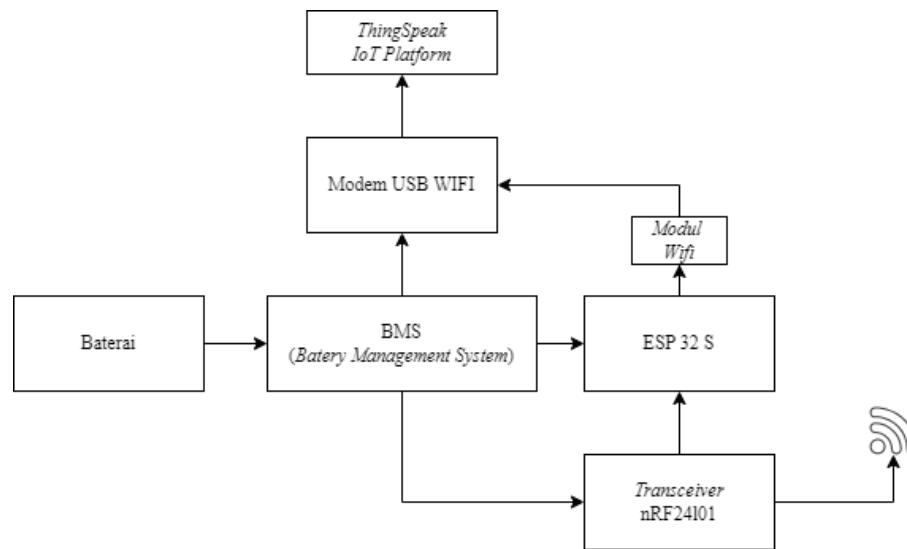 ThingSpeak
IoT Platform
Modem USB WIFI
Modul
Wifi
Baterai
BMS
(Batery Management System)
ESP 32 S
Transceiver
nRF24l01